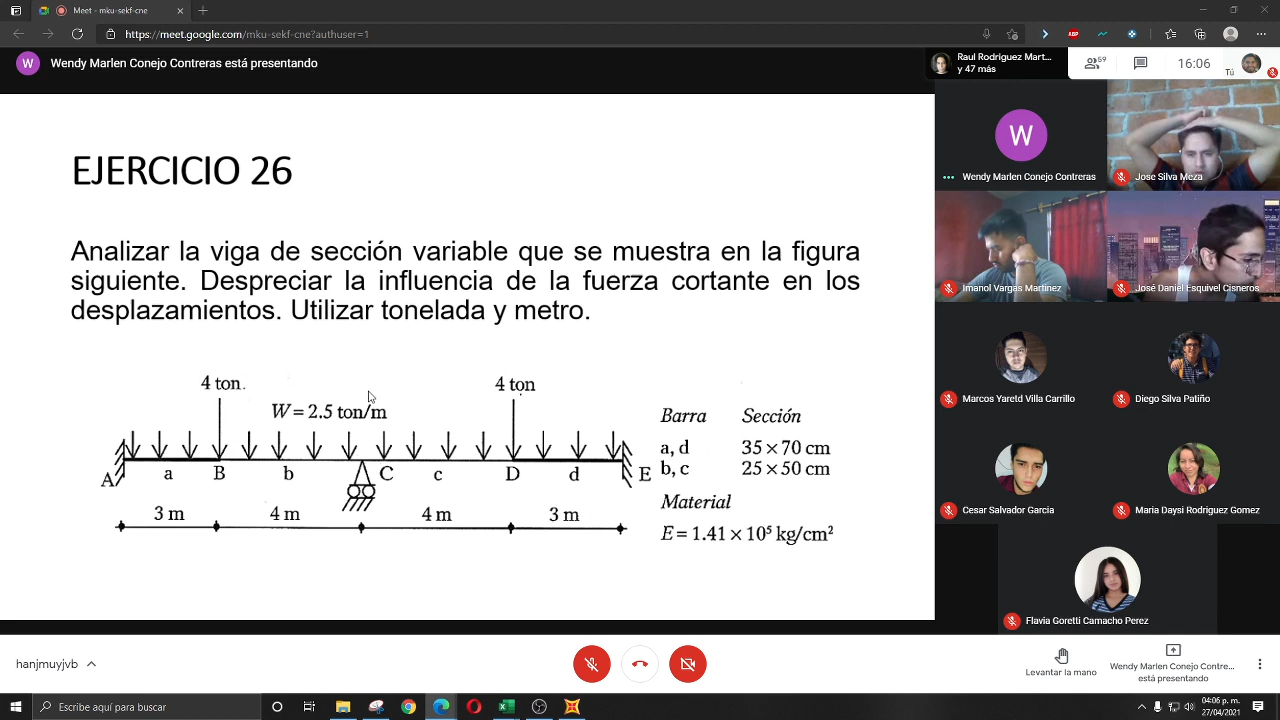 Meet - mku-sekf-cne
https://meet.google.com/mku-sekf-cne?authuser=1
ABP
W
Wendy Marlen Conejo Contreras está presentando
Raul Rodriguez Mart...
y 47 más
59
16:06
Tú
EJERCICIO 26
Analizar la viga de sección variable que se muestra en la figura
siguiente. Despreciar la influencia de la fuerza cortante en los
desplazamientos. Utilizar tonelada y metro.
4 ton.
4 ton
W = 2.5 ton/m
A
a
B
b
C
c
D
d
E
3 m
4 m
4 m
3 m
Barra Sección
a, d 35 × 70 cm
b, c 25 × 50 cm
Material
E = 1.41 × 10⁵ kg/cm²
W
Wendy Marlen Conejo Contreras
Jose Silva Meza
Imanol Vargas Martinez
José Daniel Esquivel Cisneros
Marcos Yaretd Villa Carrillo
Diego Silva Patiño
Cesar Salvador Garcia
Maria Daysi Rodriguez Gomez
Flavia Goretti Camacho Perez
hanjmuyjvb
Levantar la mano
Wendy Marlen Conejo Contre...
está presentando
Escribe aquí para buscar
04:06 p. m.
27/04/2021